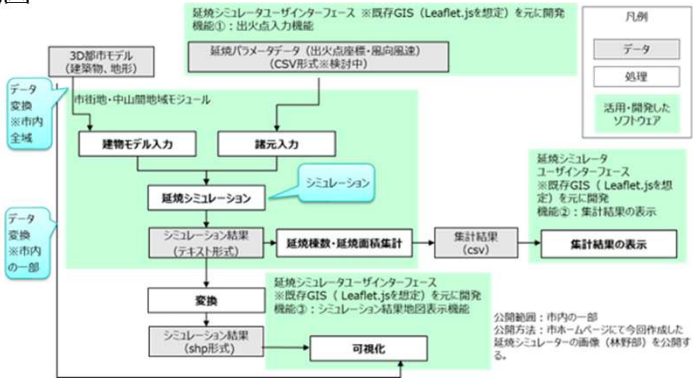 延焼シミュレータユーザインターフェース ※既存GIS（Leaflet.jsを想定）を元に開発
機能①：出火点入力機能
延焼パラメータデータ（出火点座標・風向風速）
（CSV形式※検討中）
凡例
データ
処理
活用・開発した
ソフトウェア
3D都市モデル
（建築物、地形）
データ
変換
※市内
全域
市街地・中山間地域モジュール
建物モデル入力
諸元入力
延焼シミュレーション
シミュレーション
シミュレーション結果
（テキスト形式）
延焼棟数・延焼面積集計
集計結果
（csv）
延焼シミュレータ
ユーザインターフェース
※既存GIS（ Leaflet.jsを想
定）を元に開発
機能②：集計結果の表示
集計結果の表示
データ
変換
※市内
の一部
変換
シミュレーション結果
（shp形式）
延焼シミュレータユーザインターフェース
※既存GIS（ Leaflet.jsを想定）を元に開発
機能③：シミュレーション結果地図表示機能
可視化
公開範囲：市内の一部
公開方法：市ホームページにて今回作成した
延焼シミュレーターの画像（林野部）を公開す
る。